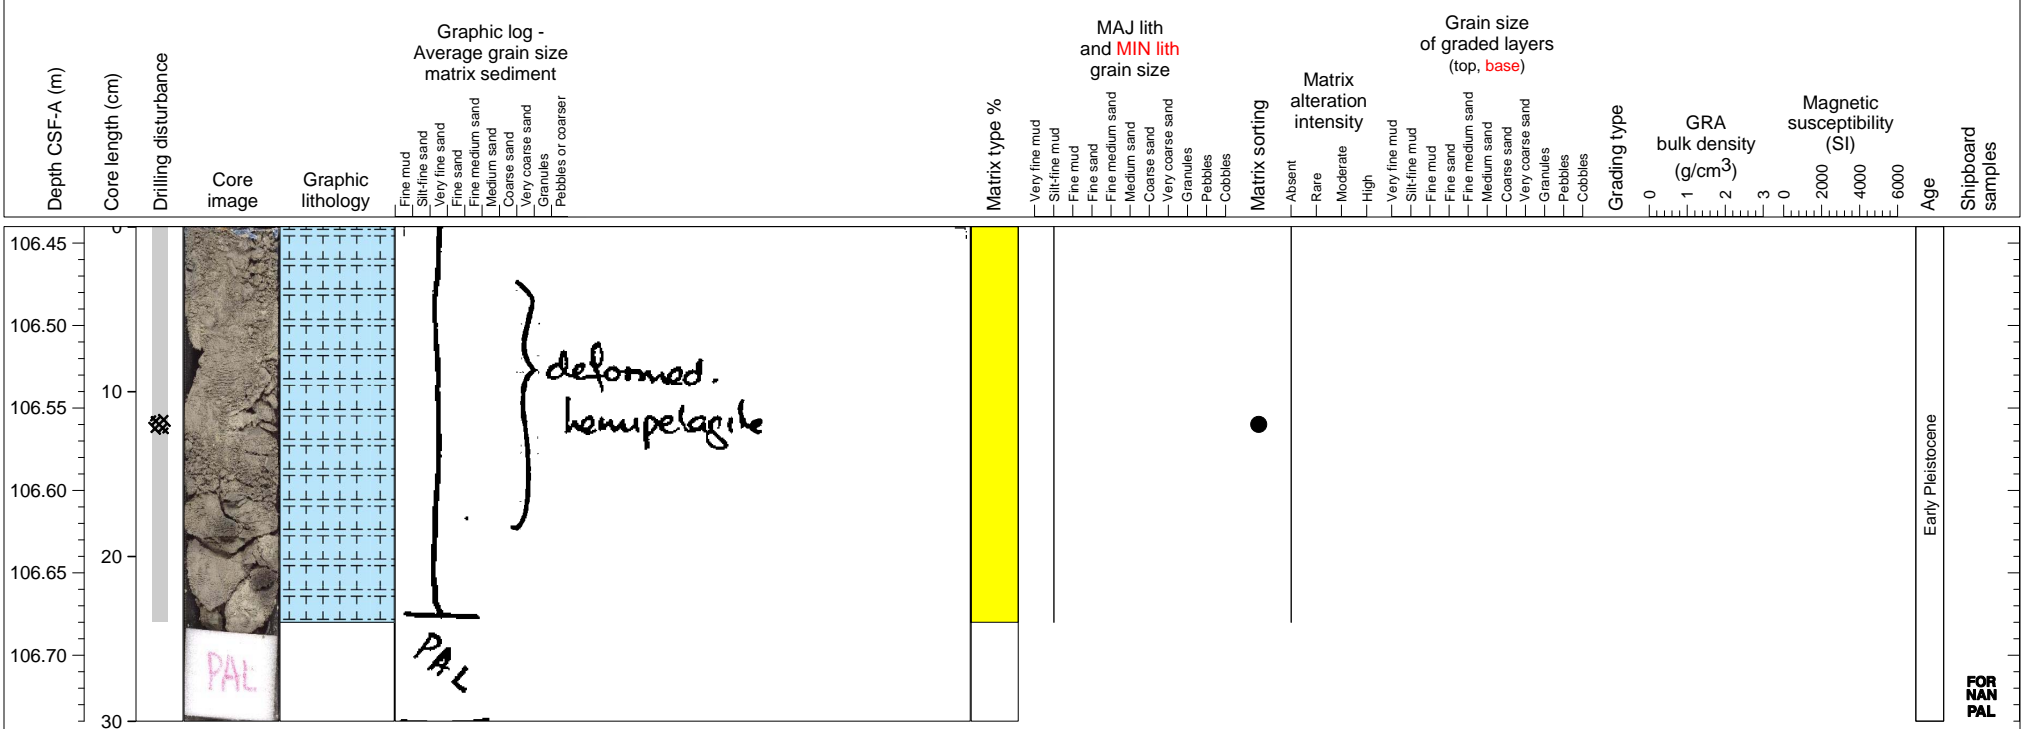 Depth CSF-A (m)
Core length (cm)
Drilling disturbance
Core
image
Graphic
lithology
Graphic log -
Average grain size
matrix sediment
Fine mud
Silt-fine sand
Very fine sand
Fine sand
Fine medium sand
Medium sand
Coarse sand
Very coarse sand
Granules
Pebbles or coarser
Matrix type %
MAJ lith
and MIN lith
grain size
Very fine mud
Silt-fine mud
Fine mud
Fine sand
Fine medium sand
Medium sand
Coarse sand
Very coarse sand
Granules
Pebbles
Cobbles
Matrix sorting
Matrix
alteration
intensity
Absent
Rare
Moderate
High
Grain size
of graded layers
(top, base)
Very fine mud
Silt-fine mud
Fine mud
Fine sand
Fine medium sand
Medium sand
Coarse sand
Very coarse sand
Granules
Pebbles
Cobbles
Grading type
GRA
bulk density
(g/cm3)
0 1 2 3
Magnetic
susceptibility
(SI)
0 2000 4000 6000
Age
Shipboard
samples
106.45
106.50
106.55
106.60
106.65
106.70
0
10
20
30
PAL
deformed.
hemipelagite
PAL
Early Pleistocene
FOR
NAN
PAL